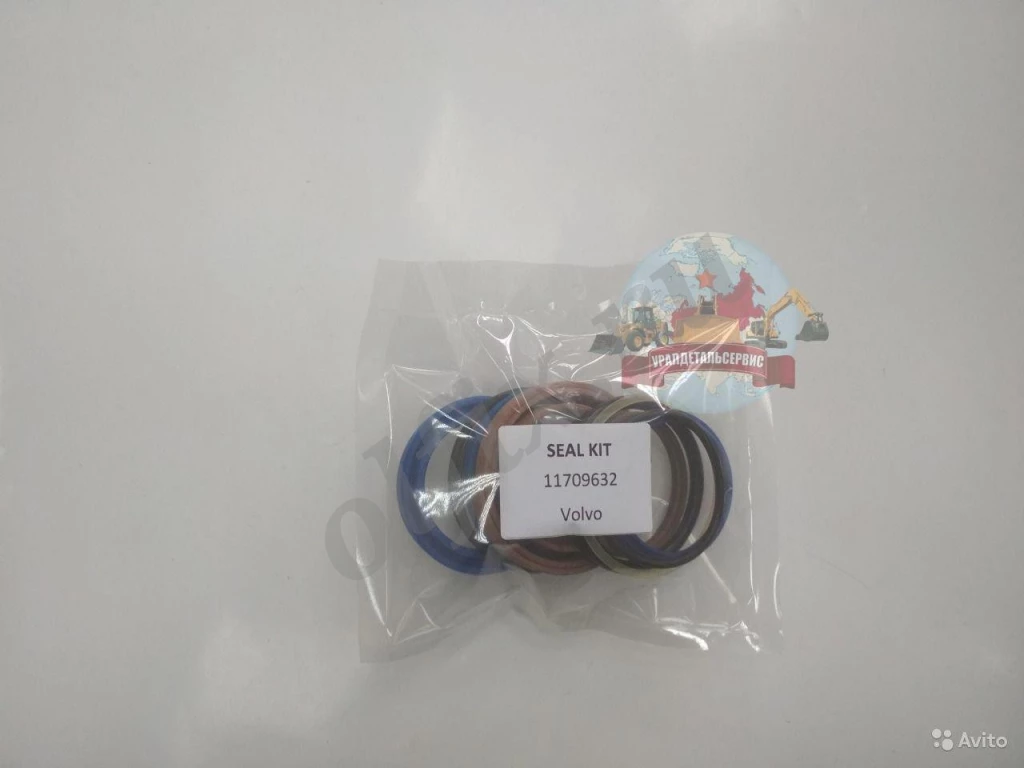 УРАЛДЕТАЛЬСЕРВИС
SEAL KIT
11709632
Volvo
Avito